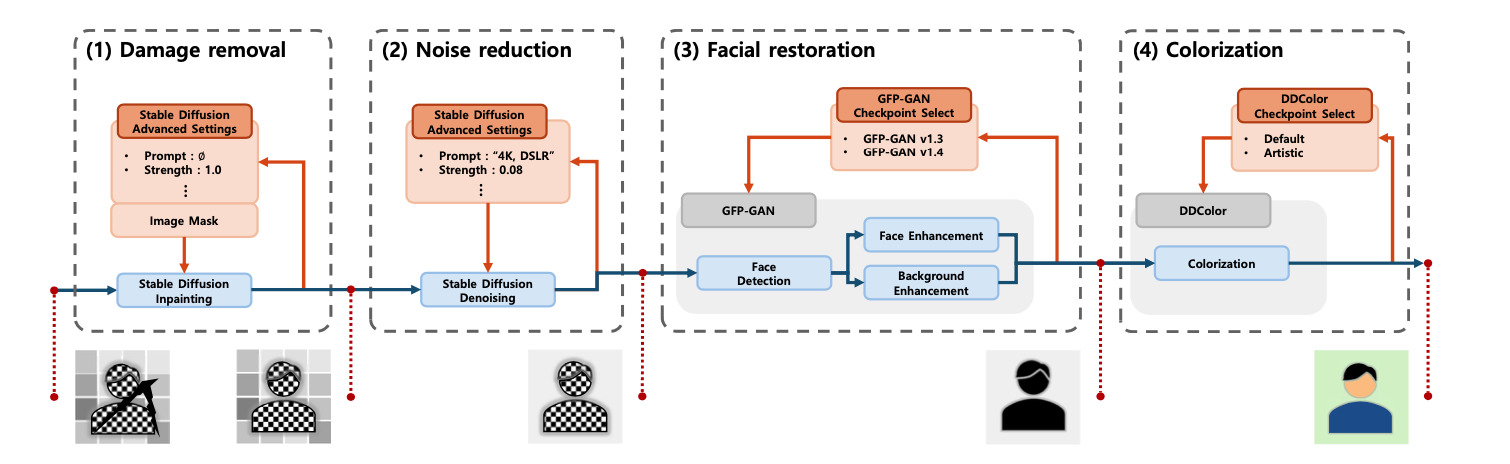 (1) Damage removal
Stable Diffusion
Advanced Settings
• Prompt : ∅
• Strength : 1.0
⋮
Image Mask
Stable Diffusion
Inpainting
(2) Noise reduction
Stable Diffusion
Advanced Settings
• Prompt : “4K, DSLR”
• Strength : 0.08
⋮
Stable Diffusion
Denoising
(3) Facial restoration
GFP-GAN
Checkpoint Select
• GFP-GAN v1.3
• GFP-GAN v1.4
GFP-GAN
Face
Detection
Face Enhancement
Background
Enhancement
(4) Colorization
DDColor
Checkpoint Select
• Default
• Artistic
DDColor
Colorization